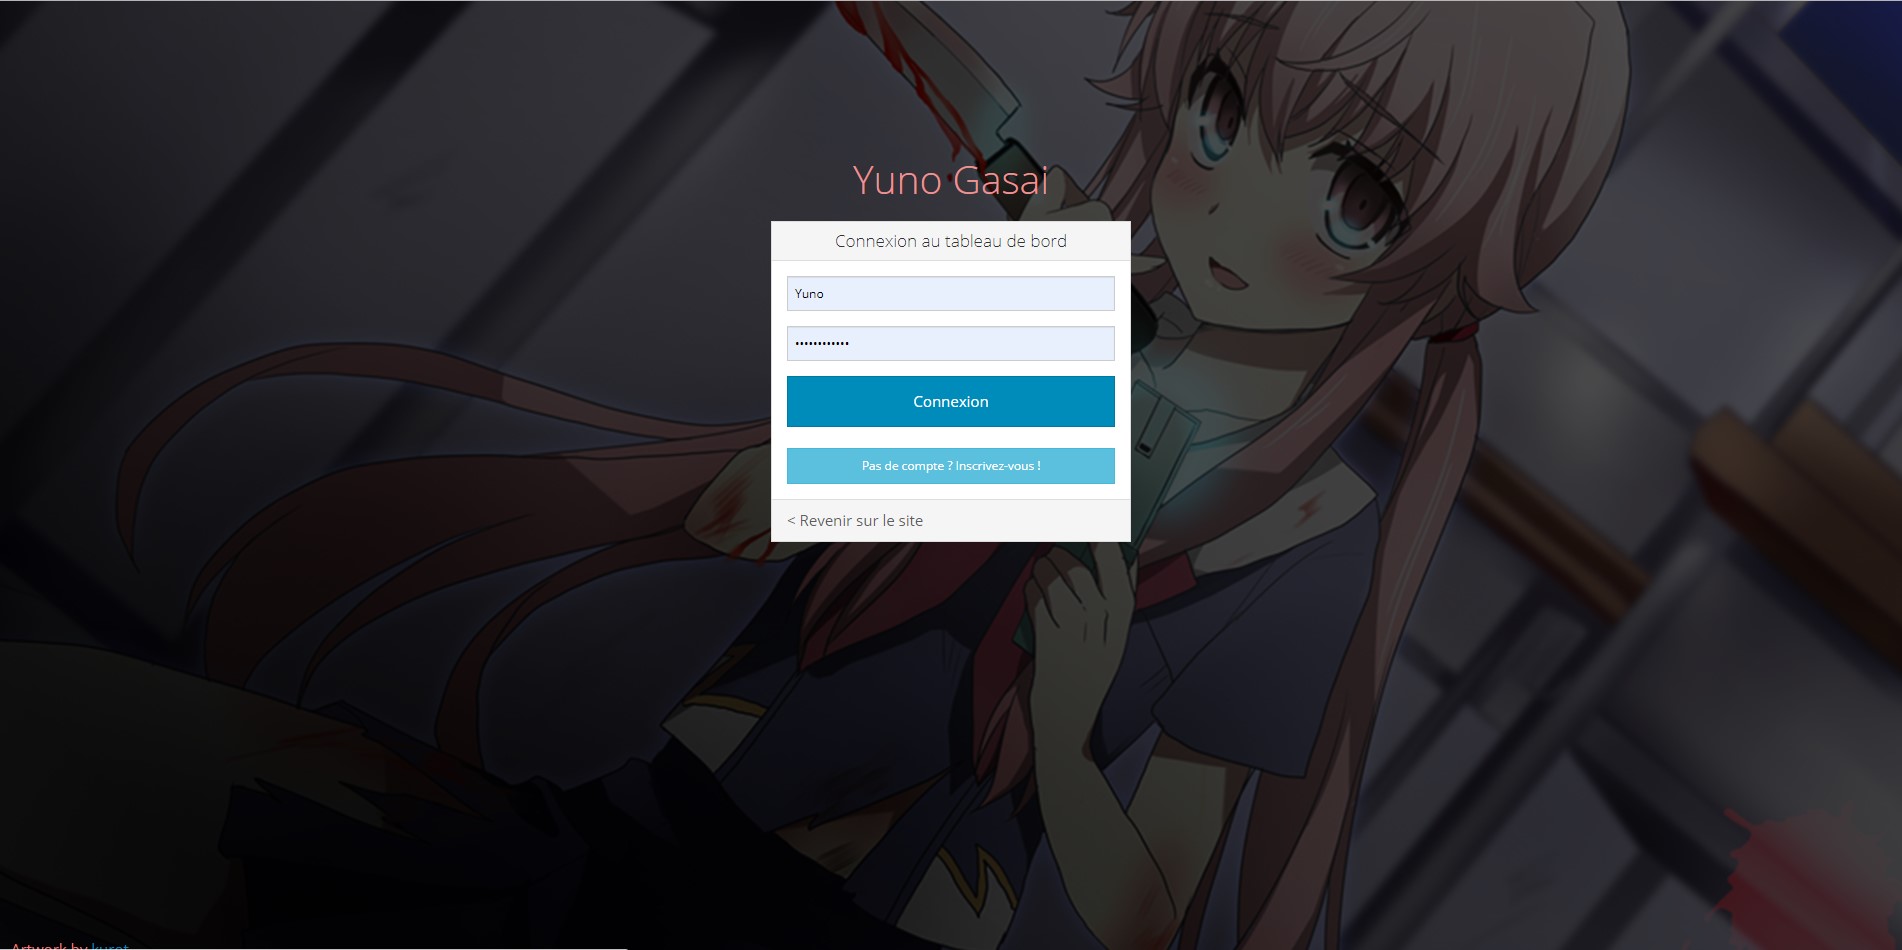 Yuno Gasai
Connexion au tableau de bord
Yuno
••••••••••••
Connexion
Pas de compte ? Inscrivez-vous !
< Revenir sur le site
Artwork by kurot